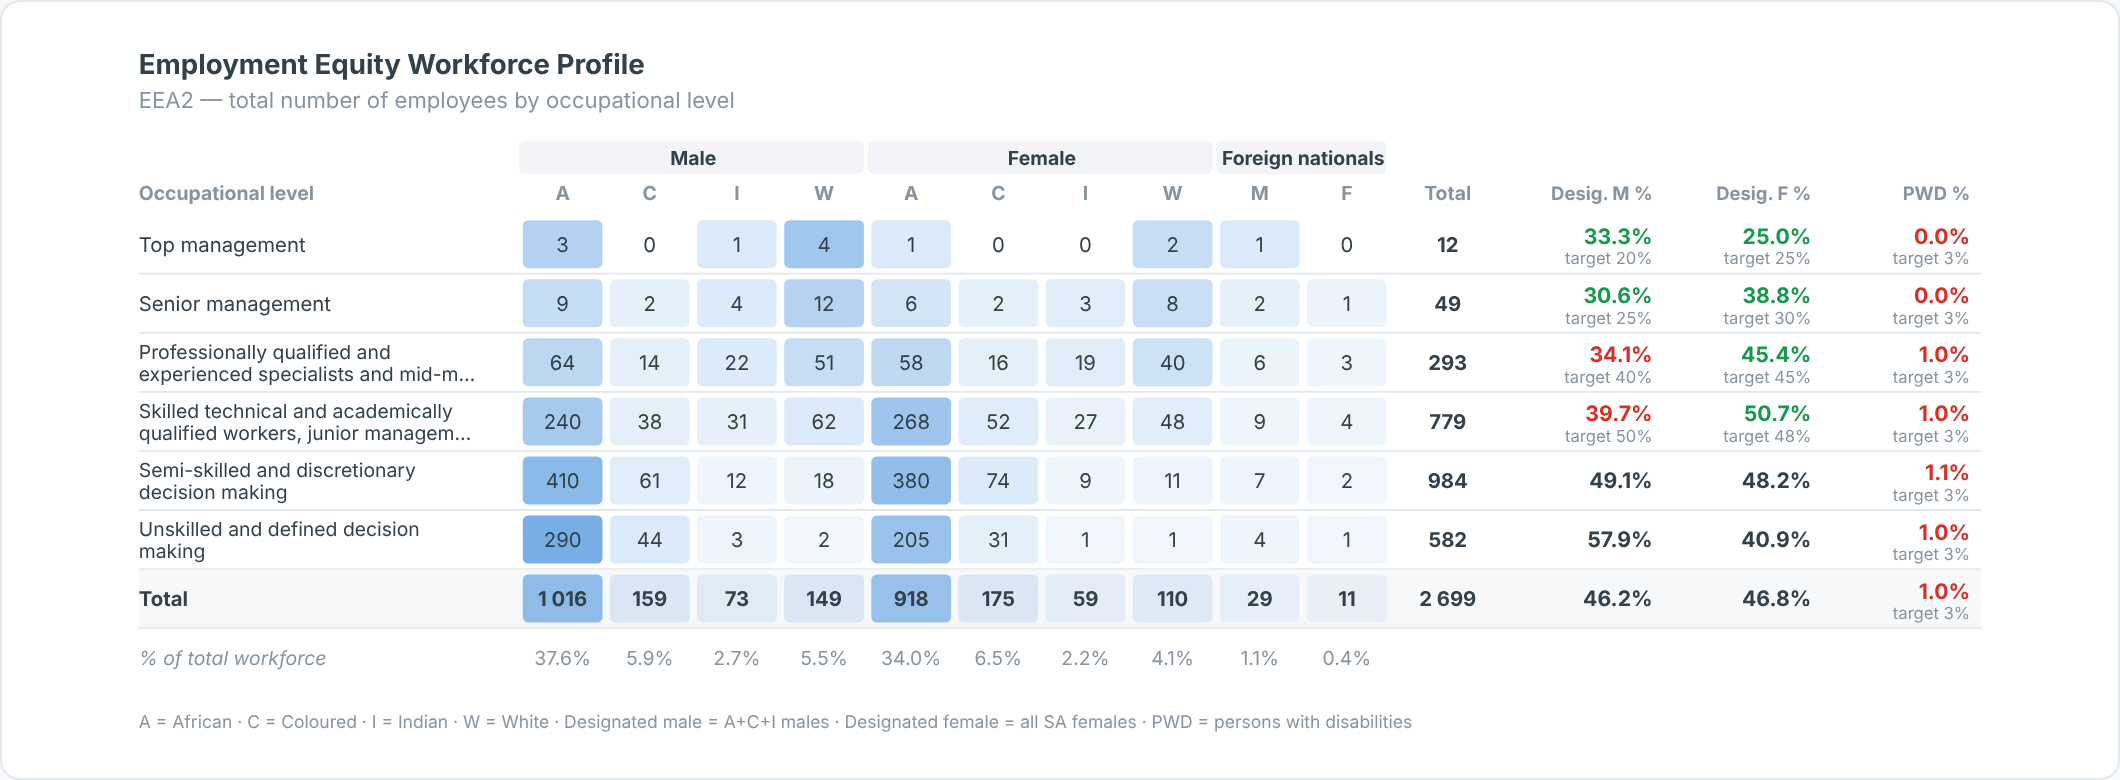 Employment Equity Workforce Profile
EEA2 — total number of employees by occupational level
Male Female Foreign nationals
Occupational level A C I W A C I W M F Total Desig. M % Desig. F % PWD %
Top management 3 0 1 4 1 0 0 2 1 0 12 33.3% 25.0% 0.0%
target 20% target 25% target 3%
Senior management 9 2 4 12 6 2 3 8 2 1 49 30.6% 38.8% 0.0%
target 25% target 30% target 3%
Professionally qualified and
experienced specialists and mid-m... 64 14 22 51 58 16 19 40 6 3 293 34.1% 45.4% 1.0%
target 40% target 45% target 3%
Skilled technical and academically
qualified workers, junior managem... 240 38 31 62 268 52 27 48 9 4 779 39.7% 50.7% 1.0%
target 50% target 48% target 3%
Semi-skilled and discretionary
decision making 410 61 12 18 380 74 9 11 7 2 984 49.1% 48.2% 1.1%
target 3%
Unskilled and defined decision
making 290 44 3 2 205 31 1 1 4 1 582 57.9% 40.9% 1.0%
target 3%
Total 1 016 159 73 149 918 175 59 110 29 11 2 699 46.2% 46.8% 1.0%
target 3%
% of total workforce 37.6% 5.9% 2.7% 5.5% 34.0% 6.5% 2.2% 4.1% 1.1% 0.4%
A = African · C = Coloured · I = Indian · W = White · Designated male = A+C+I males · Designated female = all SA females · PWD = persons with disabilities